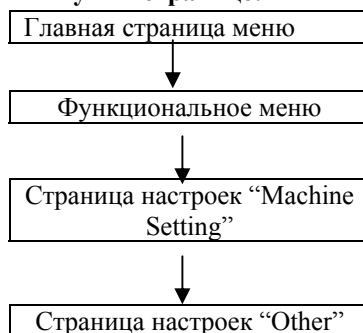 Главная страница меню
Функциональное меню
Страница настроек “Machine
Setting”
Страница настроек “Other”